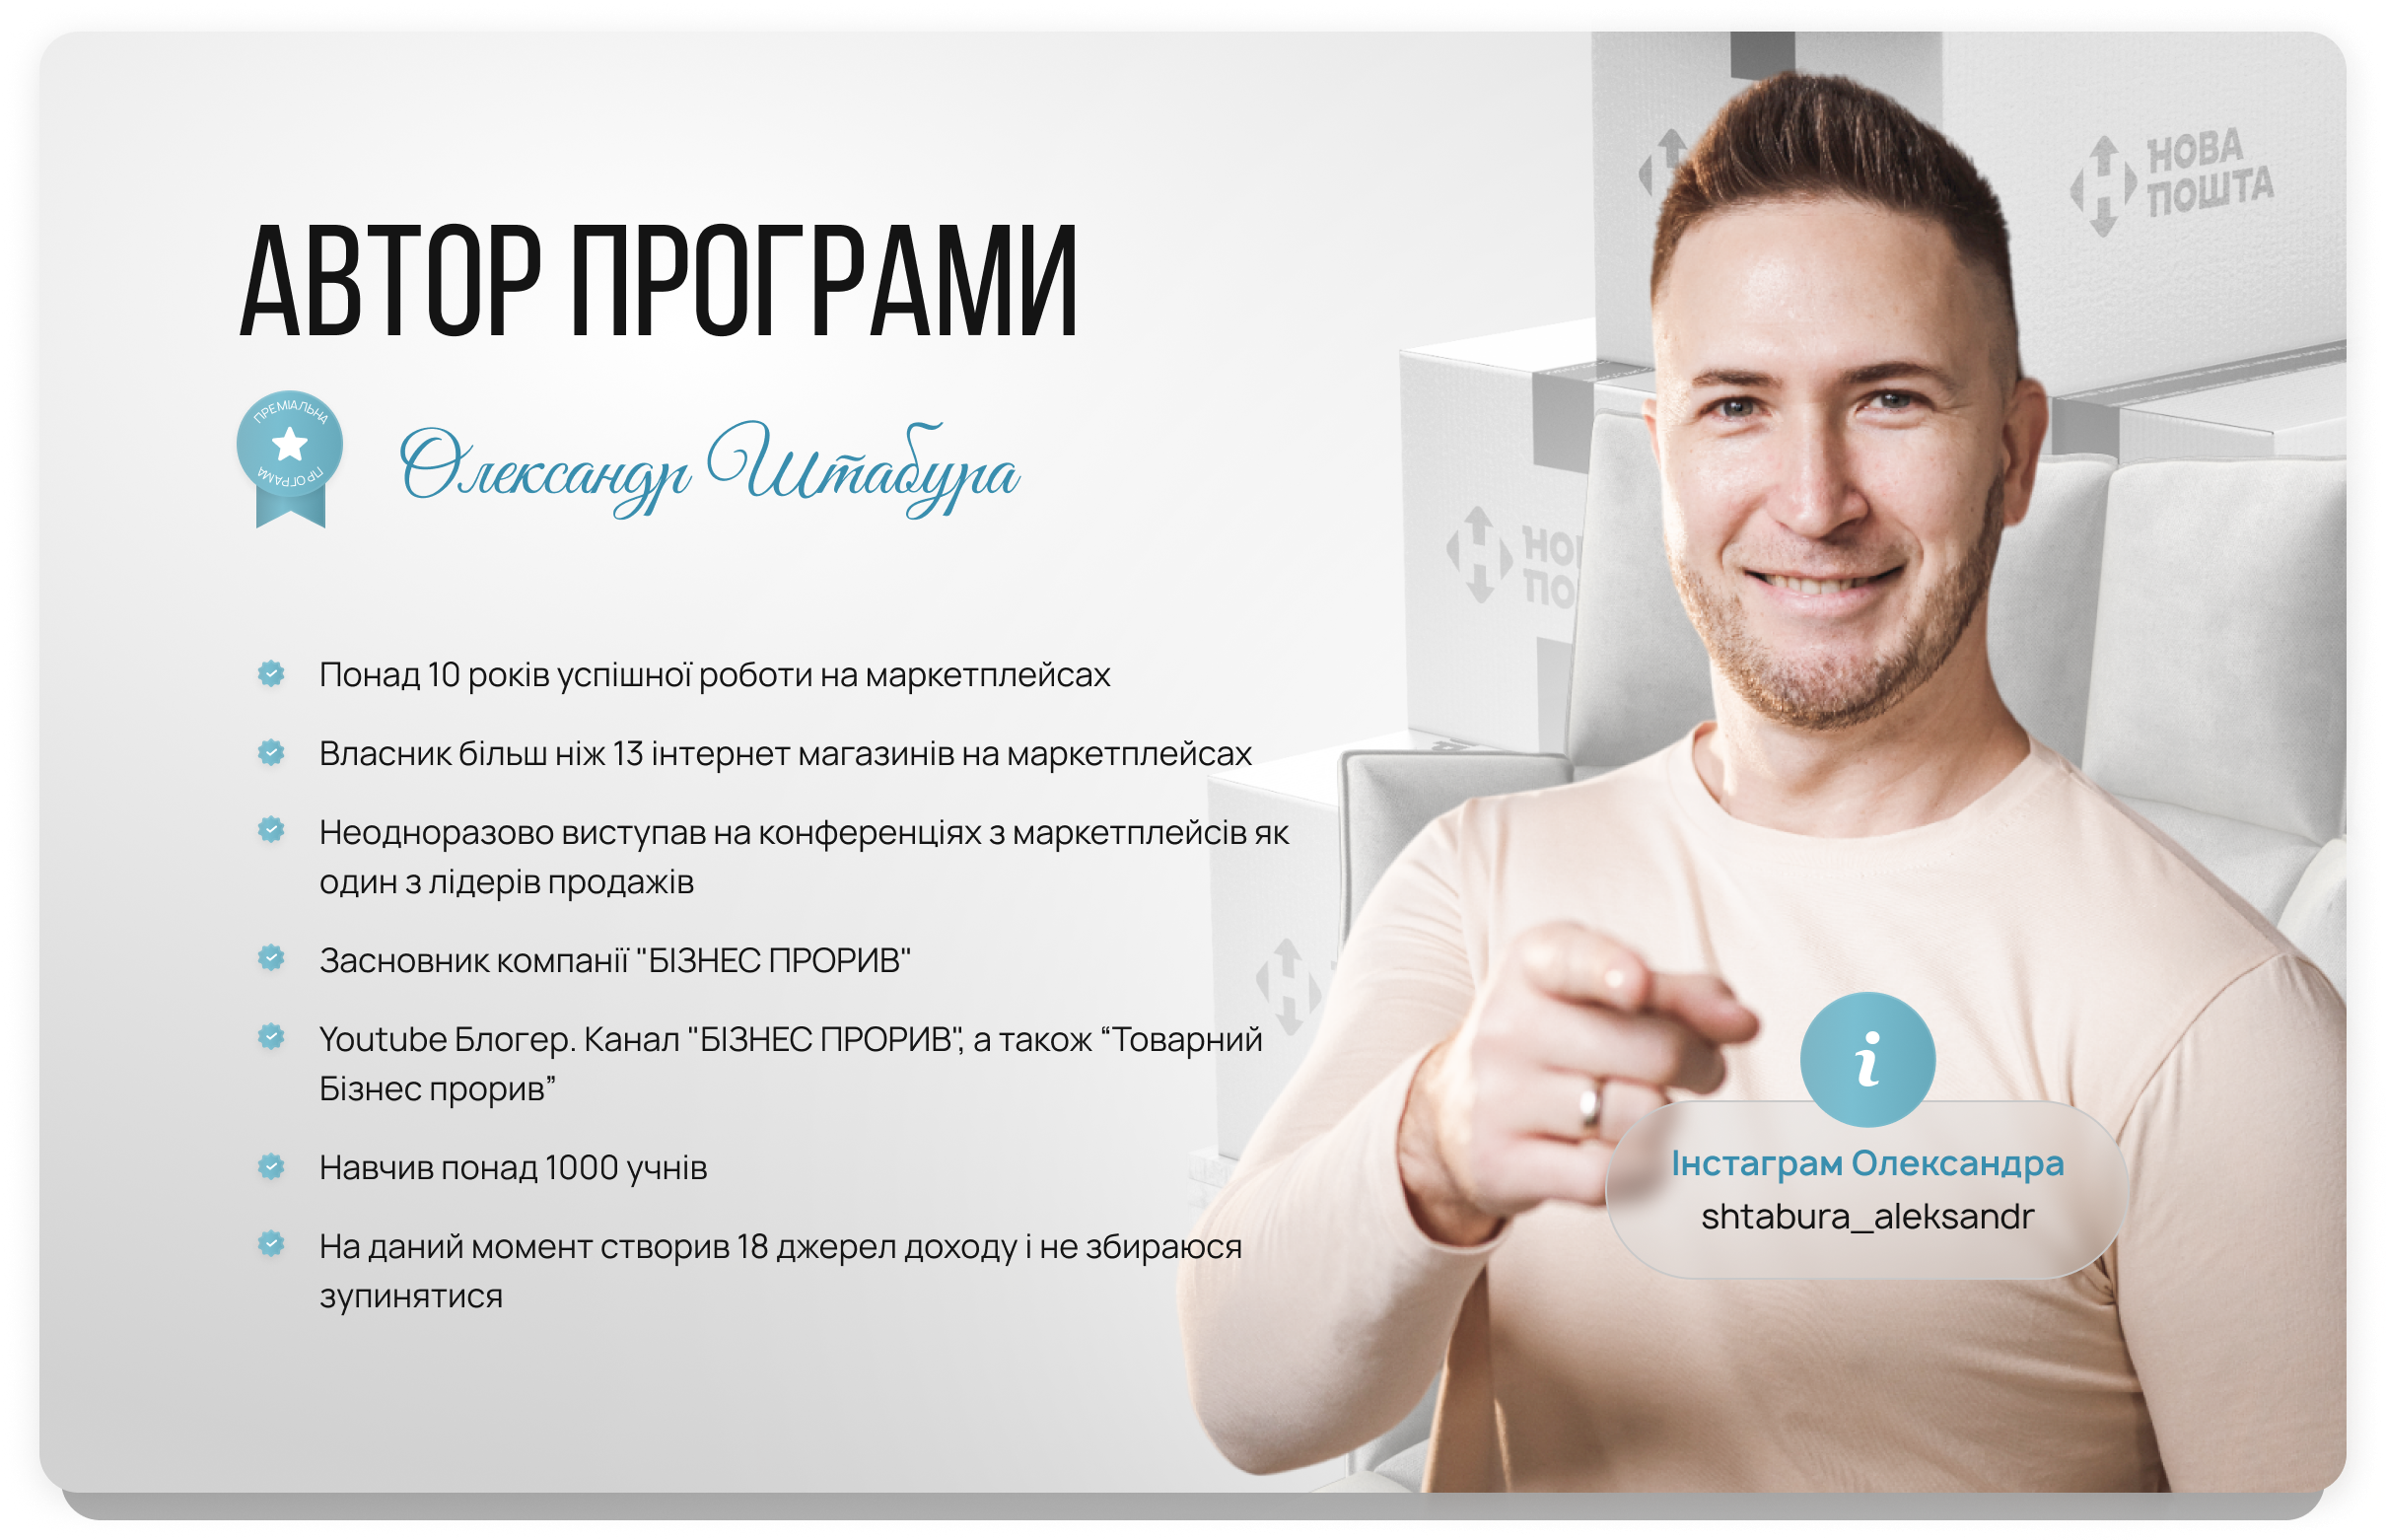 АВТОР ПРОГРАМИ
ПРЕМІАЛЬНА
ПРОГРАМА
Олександр Штабура
Понад 10 років успішної роботи на маркетплейсах
Власник більш ніж 13 інтернет магазинів на маркетплейсах
Неодноразово виступав на конференціях з маркетплейсів як
один з лідерів продажів
Засновник компанії "БІЗНЕС ПРОРИВ"
Youtube Блогер. Канал "БІЗНЕС ПРОРИВ", а також “Товарний
Бізнес прорив”
Навчив понад 1000 учнів
На даний момент створив 18 джерел доходу і не збираюся
зупинятися
НОВА
ПОШТА
i
Інстаграм Олександра
shtabura_aleksandr